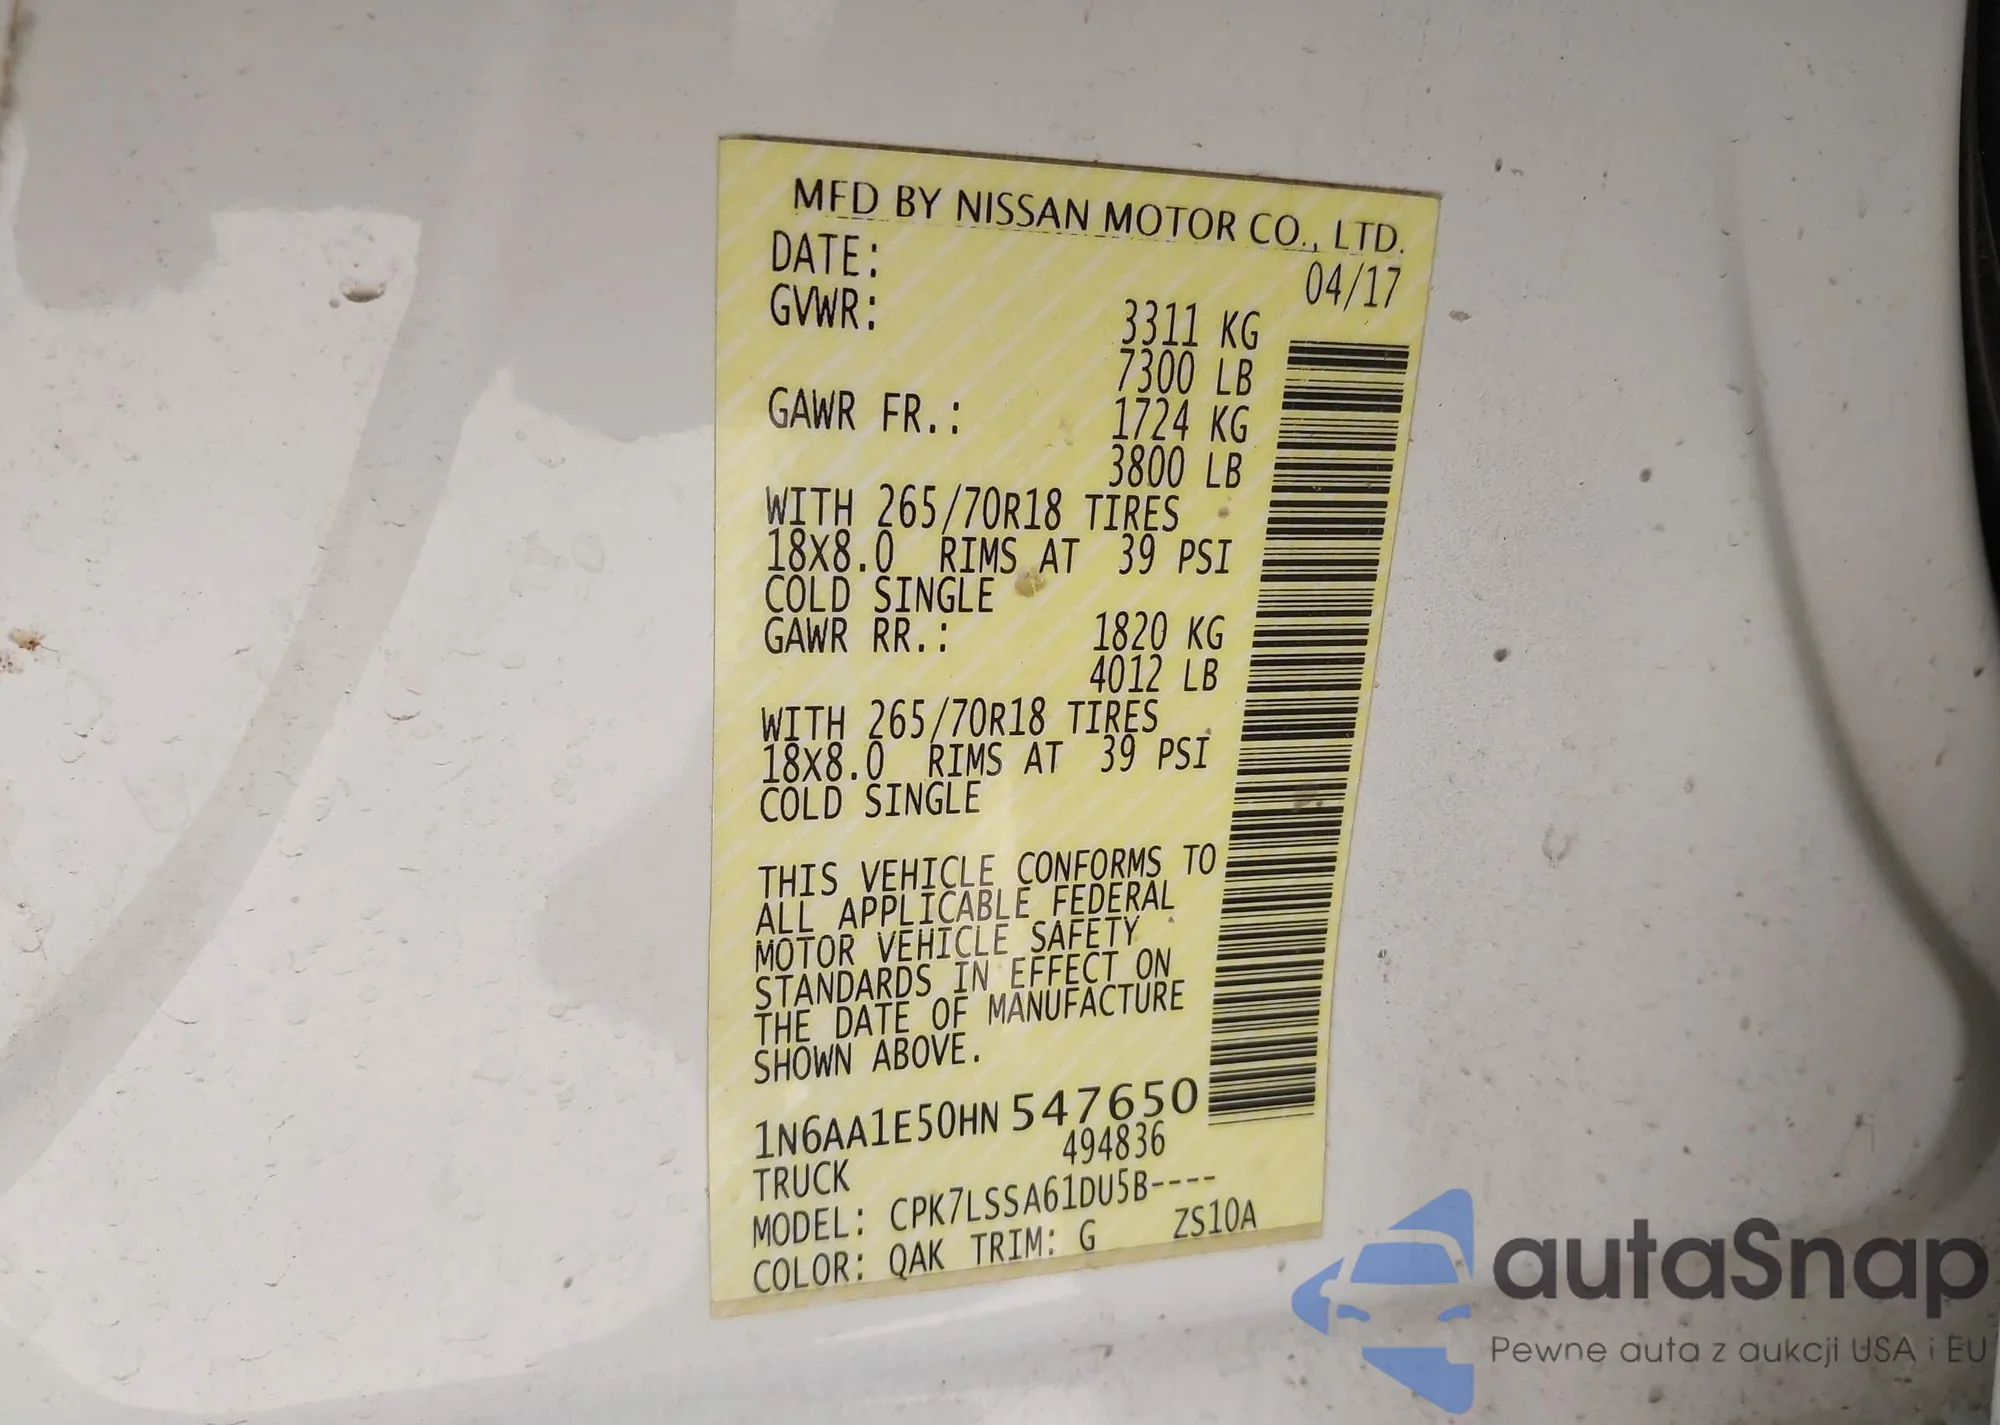 MFD BY NISSAN MOTOR CO., LTD.
DATE: 04/17
GVWR: 3311 KG
7300 LB
GAWR FR.: 1724 KG
3800 LB
WITH 265/70R18 TIRES
18X8.0 RIMS AT 39 PSI
COLD SINGLE
GAWR RR.: 1820 KG
4012 LB
WITH 265/70R18 TIRES
18X8.0 RIMS AT 39 PSI
COLD SINGLE
THIS VEHICLE CONFORMS TO
ALL APPLICABLE FEDERAL
MOTOR VEHICLE SAFETY
STANDARDS IN EFFECT ON
THE DATE OF MANUFACTURE
SHOWN ABOVE.
1N6AA1E50HN547650
TRUCK 494836
MODEL: CPK7LSSA61DU5B----
COLOR: QAK TRIM: G ZS10A
autaSnap
Pewne auta z aukcji USA i EU